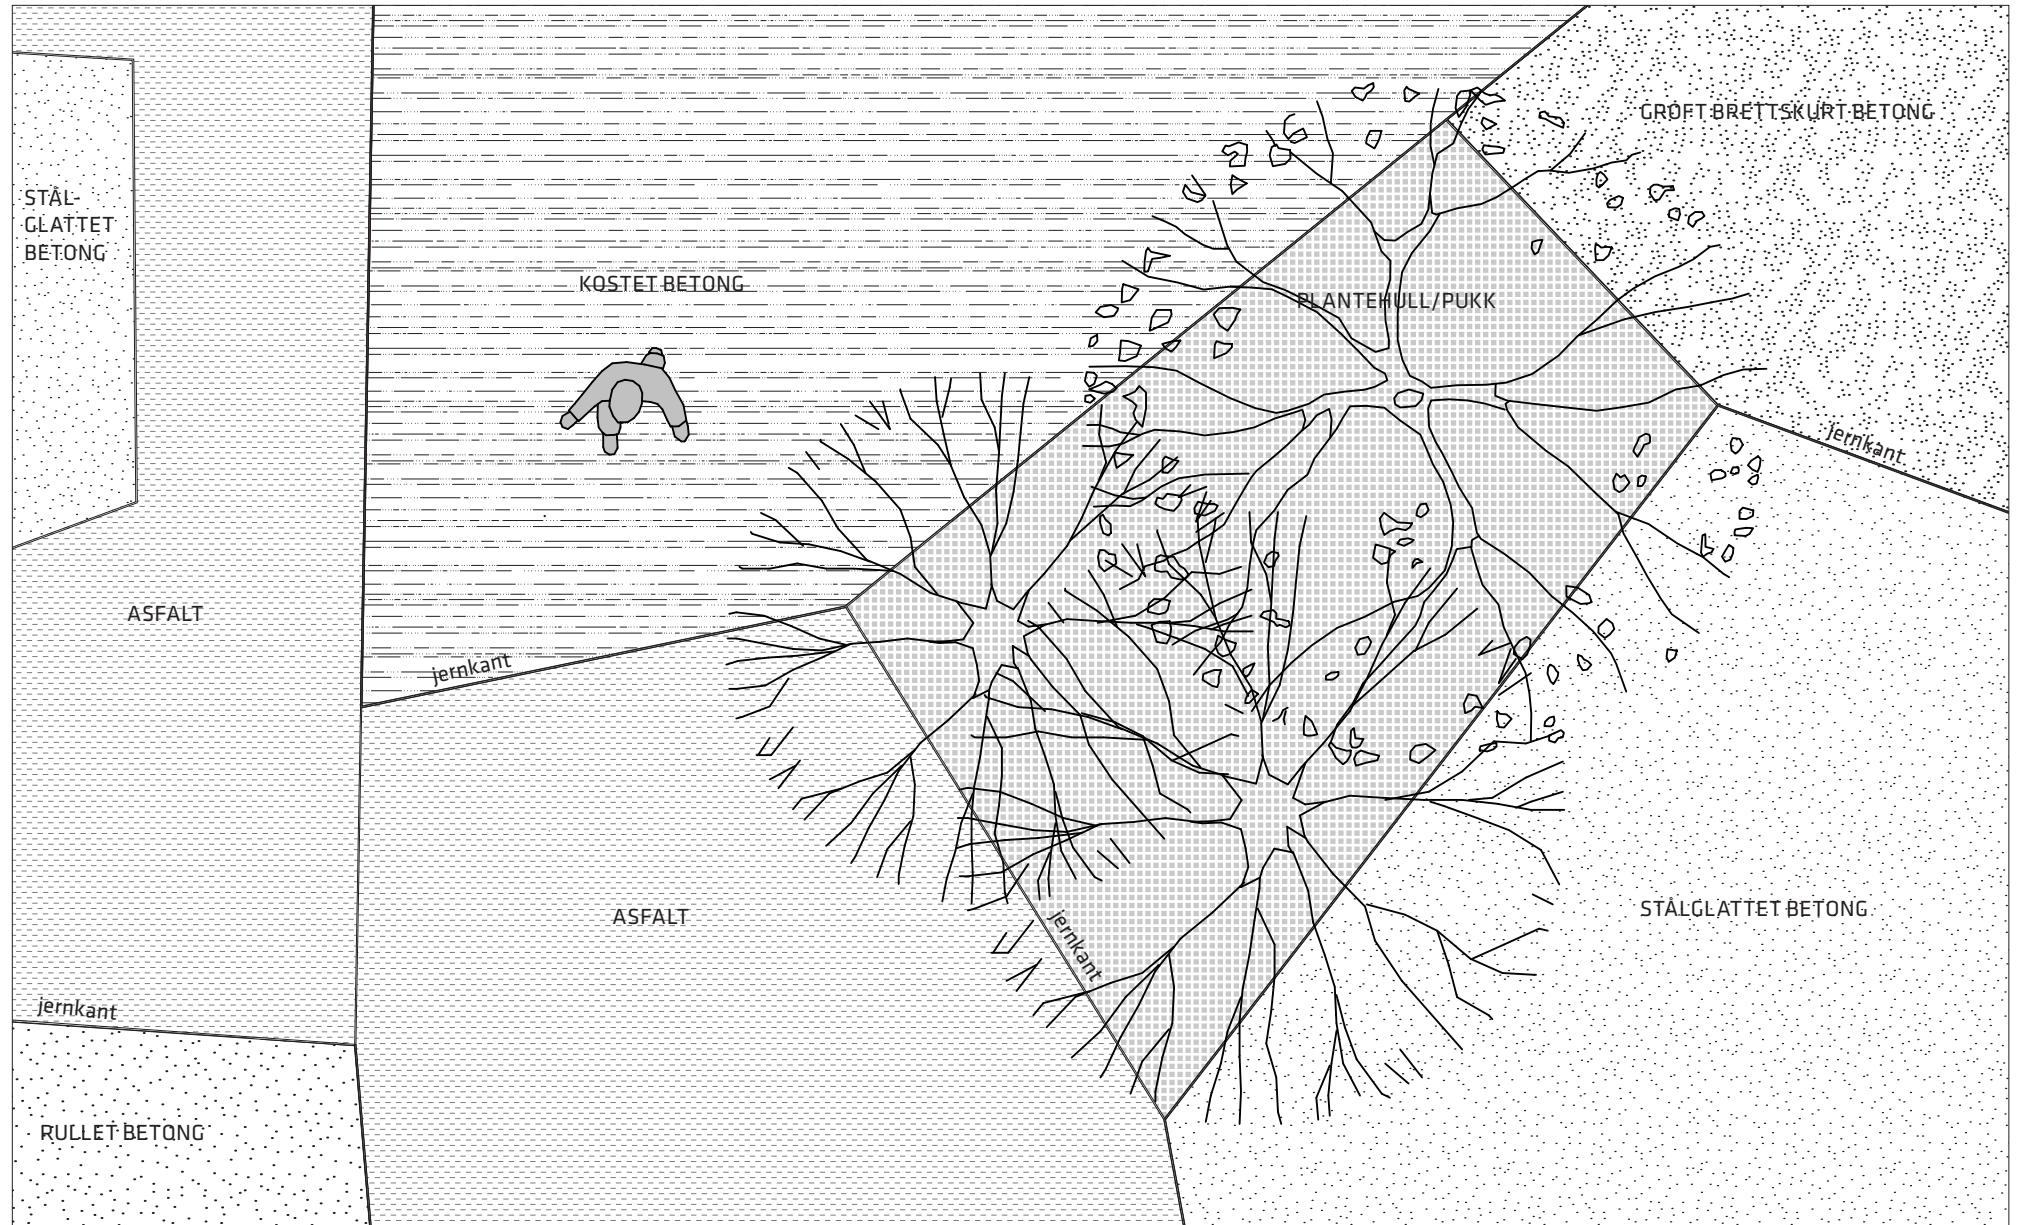 GROFT BRETTSKURT BETONG
STÅL-
GLATTET
BETONG
KOSTET BETONG
PLANTEHULL/PUKK
jernkant
ASFALT
jernkant
STÅLGLATTET BETONG
ASFALT
jernkant
jernkant
RULLET BETONG